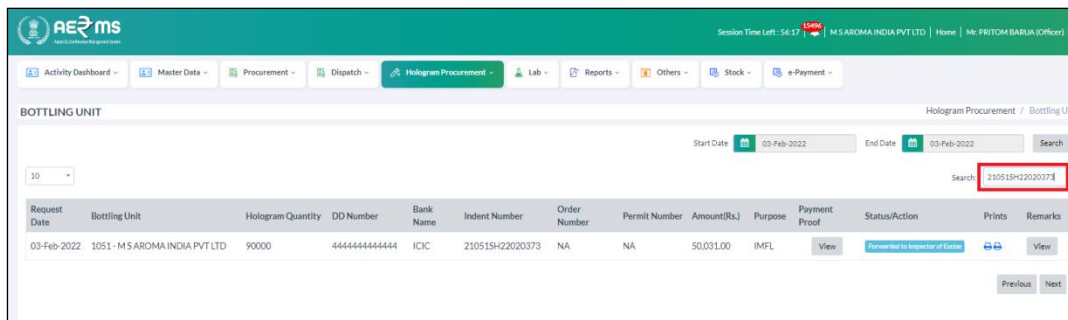 AERMS
Session Time Left : 56:17 | 15496 | M S AROMA INDIA PVT LTD | Home | Mr. PRITOM BARUA (Officer)
Activity Dashboard Master Data Procurement Dispatch Hologram Procurement Lab Reports Others Stock e-Payment
BOTTLING UNIT Hologram Procurement / Bottling U
Start Date 03-Feb-2022 End Date 03-Feb-2022 Search
10 Search: 21051SH22020373
Request Date Bottling Unit Hologram Quantity DD Number Bank Name Indent Number Order Number Permit Number Amount(Rs.) Purpose Payment Proof Status/Action Prints Remarks
03-Feb-2022 1051 - M S AROMA INDIA PVT LTD 90000 4444444444444 ICIC 21051SH22020373 NA NA 50,031.00 IMFL View Forwarded to Inspector of Excise View
Previous Next